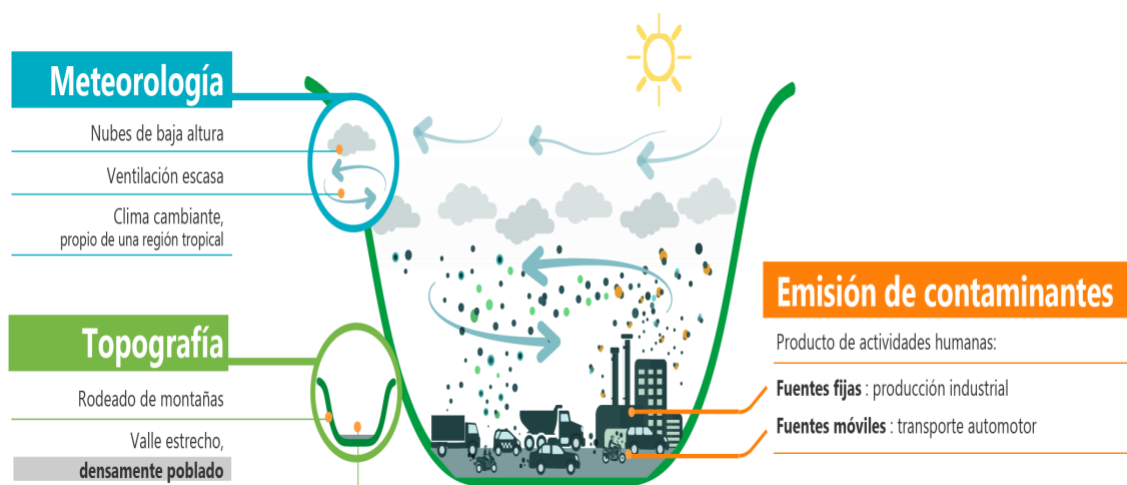 Meteorología
Nubes de baja altura
Ventilación escasa
Clima cambiante,
propio de una región tropical
Topografía
Rodeado de montañas
Valle estrecho,
densamente poblado
Emisión de contaminantes
Producto de actividades humanas:
Fuentes fijas : producción industrial
Fuentes móviles : transporte automotor